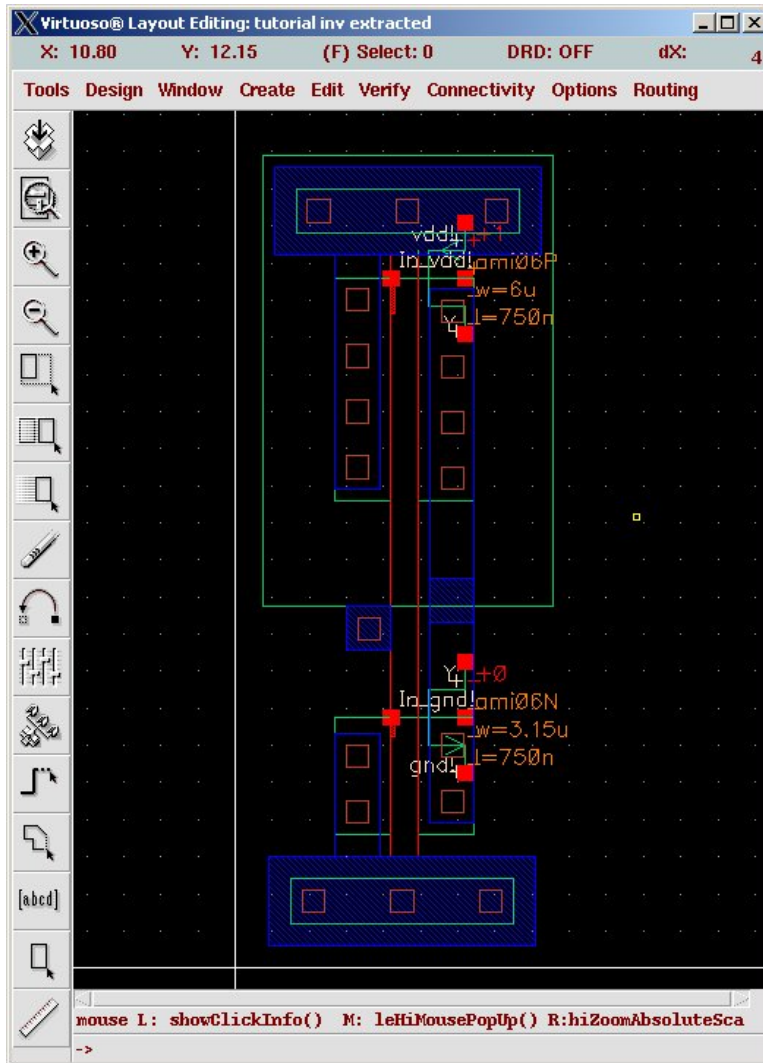 Virtuoso® Layout Editing: tutorial inv extracted
X: 10.80 Y: 12.15 (F) Select: 0 DRD: OFF dX: 4
Tools Design Window Create Edit Verify Connectivity Options Routing
vdd! +1
In vdd! ami06P
w=6u
Y l=750n
Y +0
In gnd! ami06N
w=3.15u
gnd! l=750n
[abcd]
mouse L: showClickInfo() M: leHiMousePopUp() R:hiZoomAbsoluteSca
->